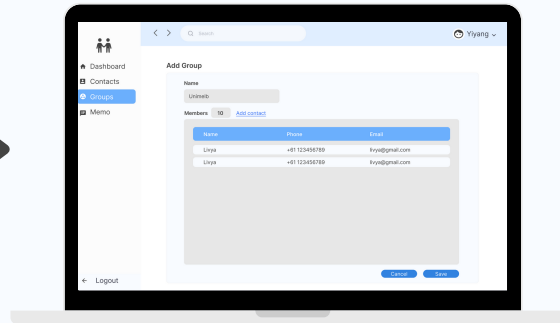 Search
Yiyang
Dashboard
Contacts
Groups
Memo
Logout
Add Group
Name
Unimeib
Members 10 Add contact
Name Phone Email
Livya +61 123456789 livya@gmail.com
Livya +61 123456789 livya@gmail.com
Cancel Save